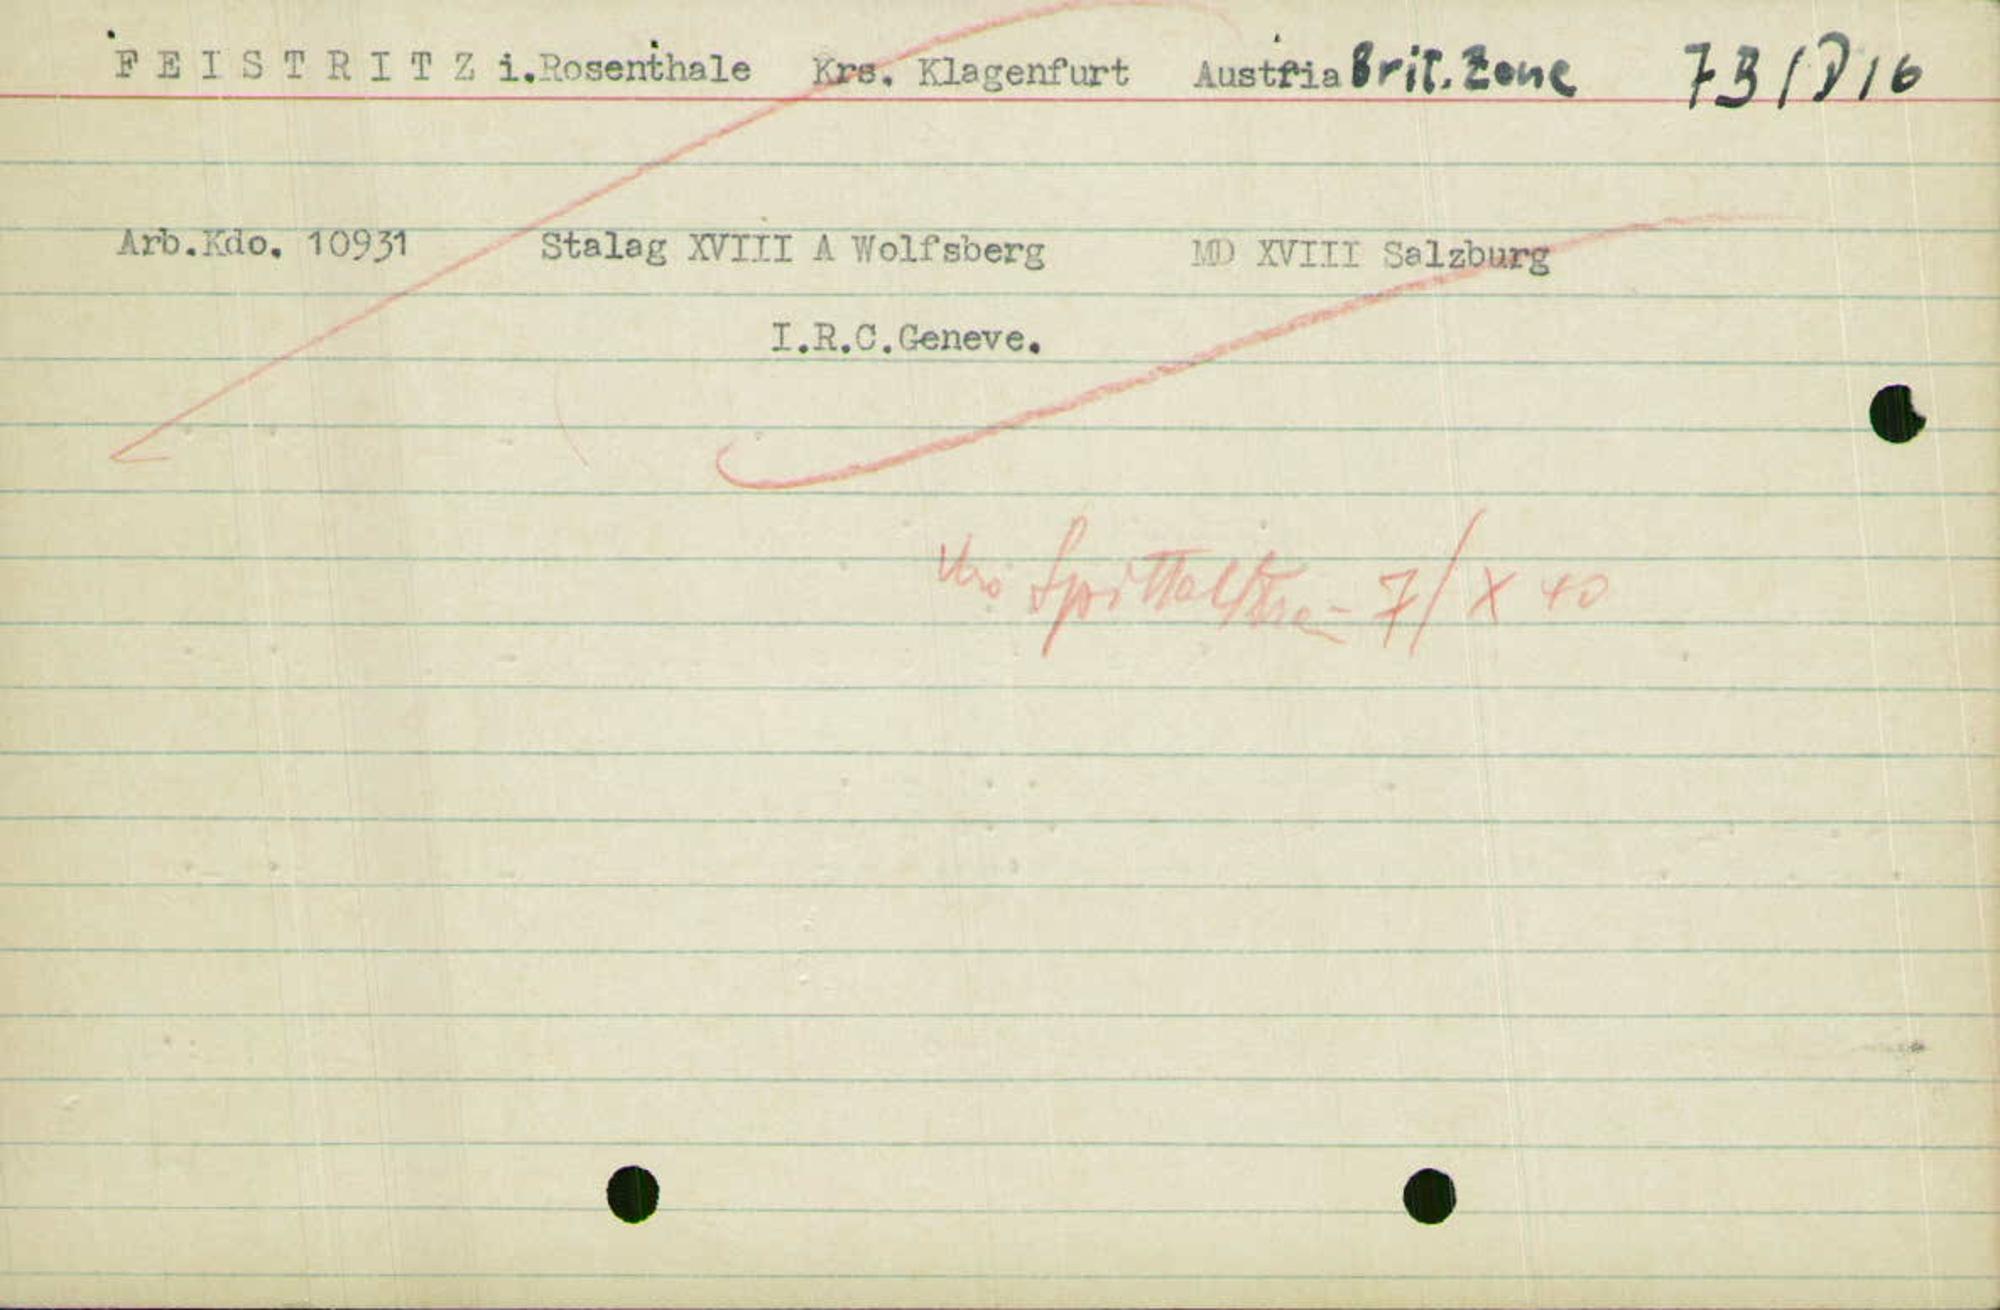 FEISTRITZ i.Rosenthale Krs. Klagenfurt Austria Brit. Zone 73/D16
Arb.Kdo. 10931 Stalag XVIII A Wolfsberg MD XVIII Salzburg
I.R.C.Geneve.
7/X 40